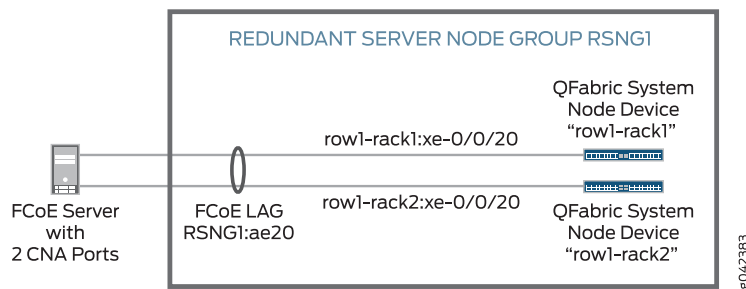 REDUNDANT SERVER NODE GROUP RSNG1
QFabric System
Node Device
“row1-rack1”
row1-rack1:xe-0/0/20
row1-rack2:xe-0/0/20
FCoE Server
with
2 CNA Ports
FCoE LAG
RSNG1:ae20
QFabric System
Node Device
“row1-rack2”
g042383